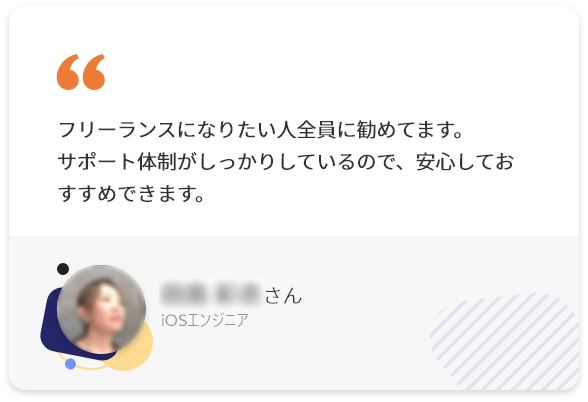 フリーランスになりたい人全員に勧めてます。
サポート体制がしっかりしているので、安心してお
すすめできます。
さん
iOSエンジニア